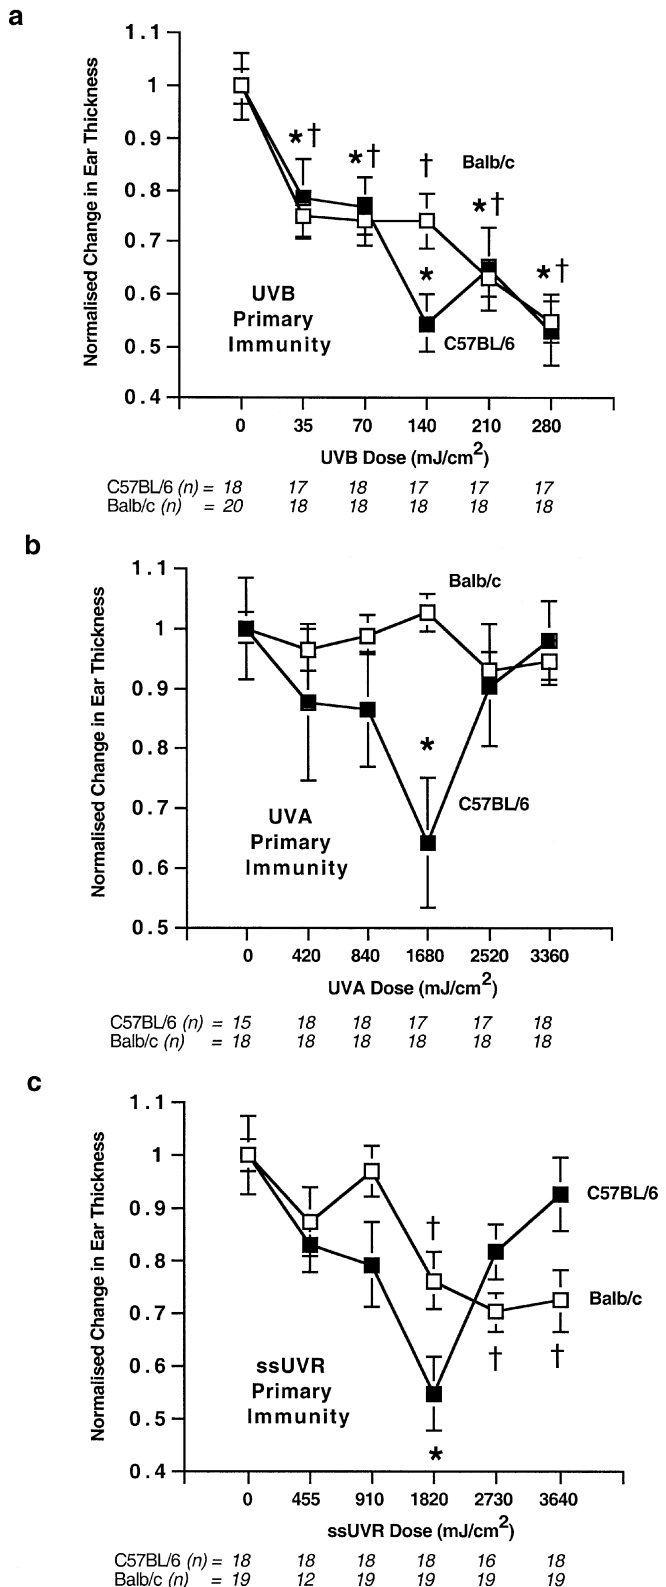 a
Normalised Change in Ear Thickness
1
0.9
0.8
0.7
0.6
0.5
0.4
* †
* †
†
Balb/c
* †
*
* †
UVB
Primary
Immunity
C57BL/6
0 35 70 140 210 280
UVB Dose (mJ/cm2)
C57BL/6 (n) = 18 17 18 17 17 17
Balb/c (n) = 20 18 18 18 18 18
b
Normalised Change in Ear Thickness
1.1
1
0.9
0.8
0.7
0.6
0.5
Balb/c
*
C57BL/6
UVA
Primary
Immunity
0 420 840 1680 2520 3360
UVA Dose (mJ/cm2)
C57BL/6 (n) = 15 18 18 17 17 18
Balb/c (n) = 18 18 18 18 18 18
c
Normalised Change in Ear Thickness
1.1
1
0.9
0.8
0.7
0.6
0.5
0.4
C57BL/6
†
Balb/c
† †
ssUVR
Primary
Immunity
*
0 455 910 1820 2730 3640
ssUVR Dose (mJ/cm2)
C57BL/6 (n) = 18 18 18 18 16 18
Balb/c (n) = 19 12 19 19 19 19